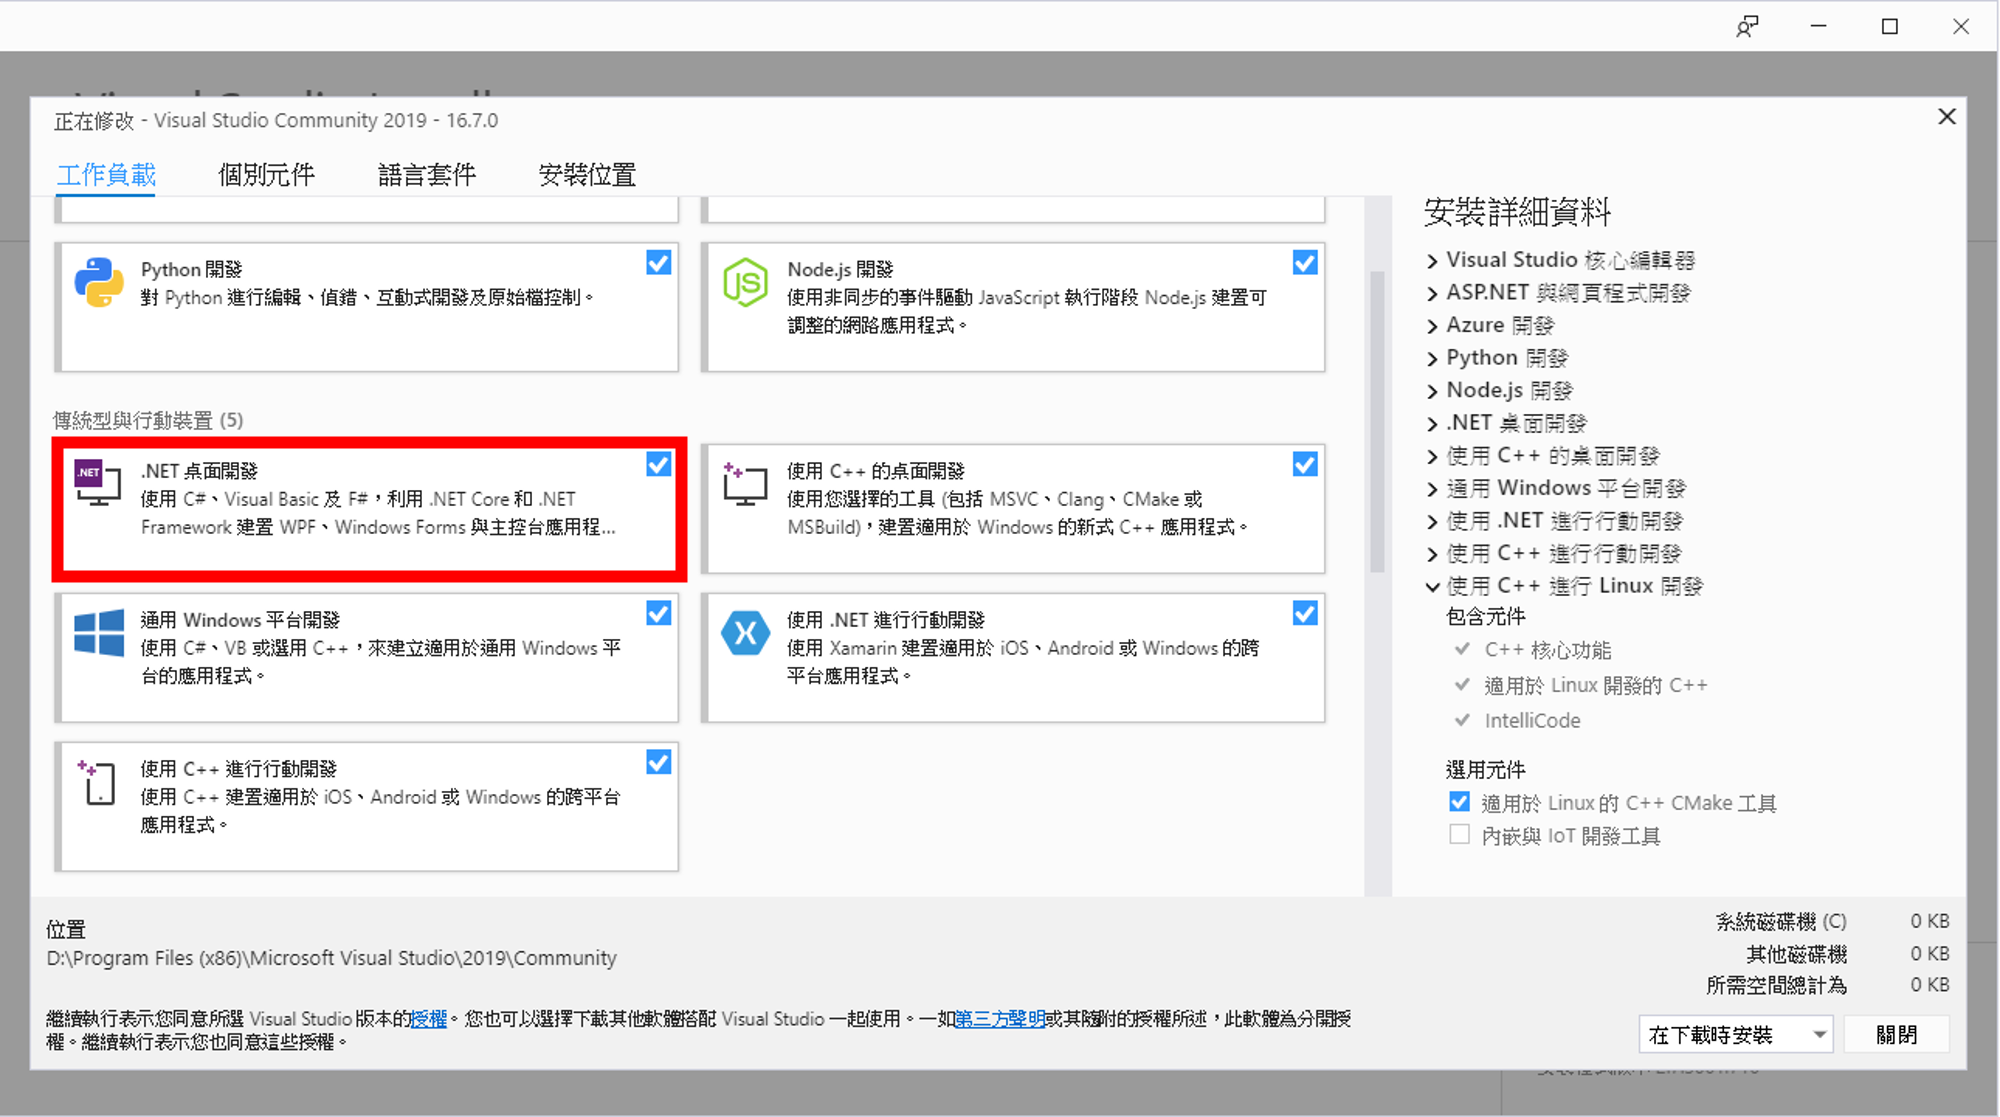 正在修改 - Visual Studio Community 2019 - 16.7.0
工作負載 個別元件 語言套件 安裝位置
Python 開發
對 Python 進行編輯、偵錯、互動式開發及原始檔控制。
Node.js 開發
使用非同步的事件驅動 JavaScript 執行階段 Node.js 建置可
調整的網路應用程式。
傳統型與行動裝置 (5)
.NET
.NET 桌面開發
使用 C#、Visual Basic 及 F#，利用 .NET Core 和 .NET
Framework 建置 WPF、Windows Forms 與主控台應用程...
使用 C++ 的桌面開發
使用您選擇的工具 (包括 MSVC、Clang、CMake 或
MSBuild)，建置適用於 Windows 的新式 C++ 應用程式。
通用 Windows 平台開發
使用 C#、VB 或選用 C++，來建立適用於通用 Windows 平
台的應用程式。
使用 .NET 進行行動開發
使用 Xamarin 建置適用於 iOS、Android 或 Windows 的跨
平台應用程式。
使用 C++ 進行行動開發
使用 C++ 建置適用於 iOS、Android 或 Windows 的跨平台
應用程式。
安裝詳細資料
Visual Studio 核心編輯器
ASP.NET 與網頁程式開發
Azure 開發
Python 開發
Node.js 開發
.NET 桌面開發
使用 C++ 的桌面開發
通用 Windows 平台開發
使用 .NET 進行行動開發
使用 C++ 進行行動開發
使用 C++ 進行 Linux 開發
包含元件
C++ 核心功能
適用於 Linux 開發的 C++
IntelliCode
選用元件
適用於 Linux 的 C++ CMake 工具
內嵌與 IoT 開發工具
位置
D:\Program Files (x86)\Microsoft Visual Studio\2019\Community
繼續執行表示您同意所選 Visual Studio 版本的授權。您也可以選擇下載其他軟體搭配 Visual Studio 一起使用。一如第三方聲明或其隨附的授權所述，此軟體為分開授
權。繼續執行表示您也同意這些授權。
系統磁碟機 (C) 0 KB
其他磁碟機 0 KB
所需空間總計為 0 KB
在下載時安裝 關閉